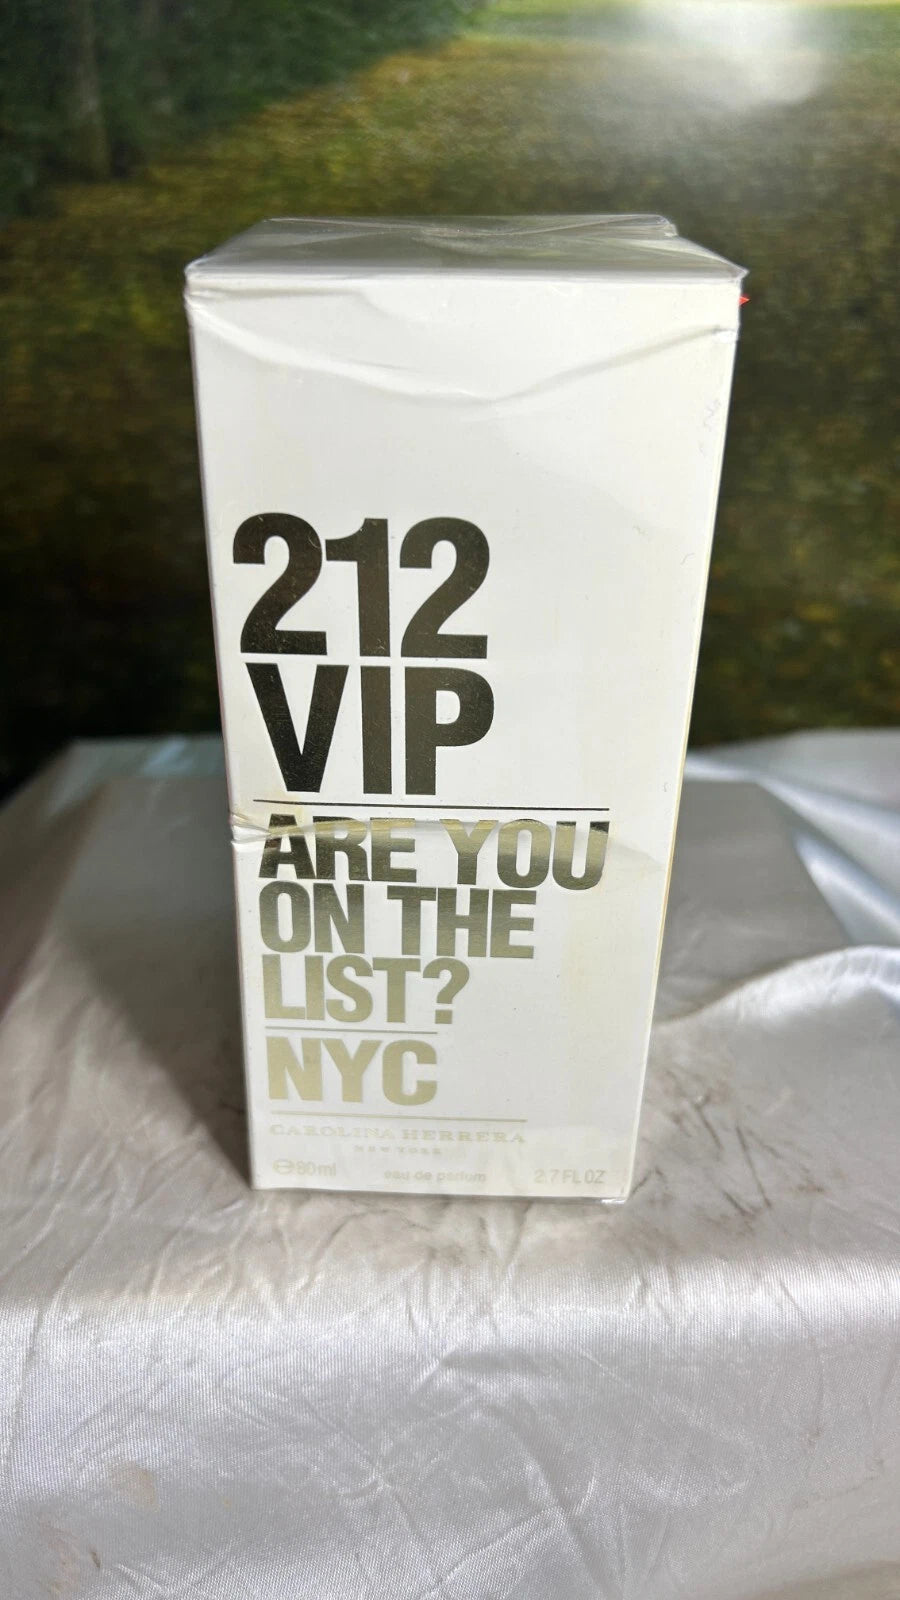 212
VIP
ARE YOU
ON THE
LIST?
NYC
CAROLINA HERRERA
NEW YORK
℮80ml eau de parfum 2.7 FL OZ